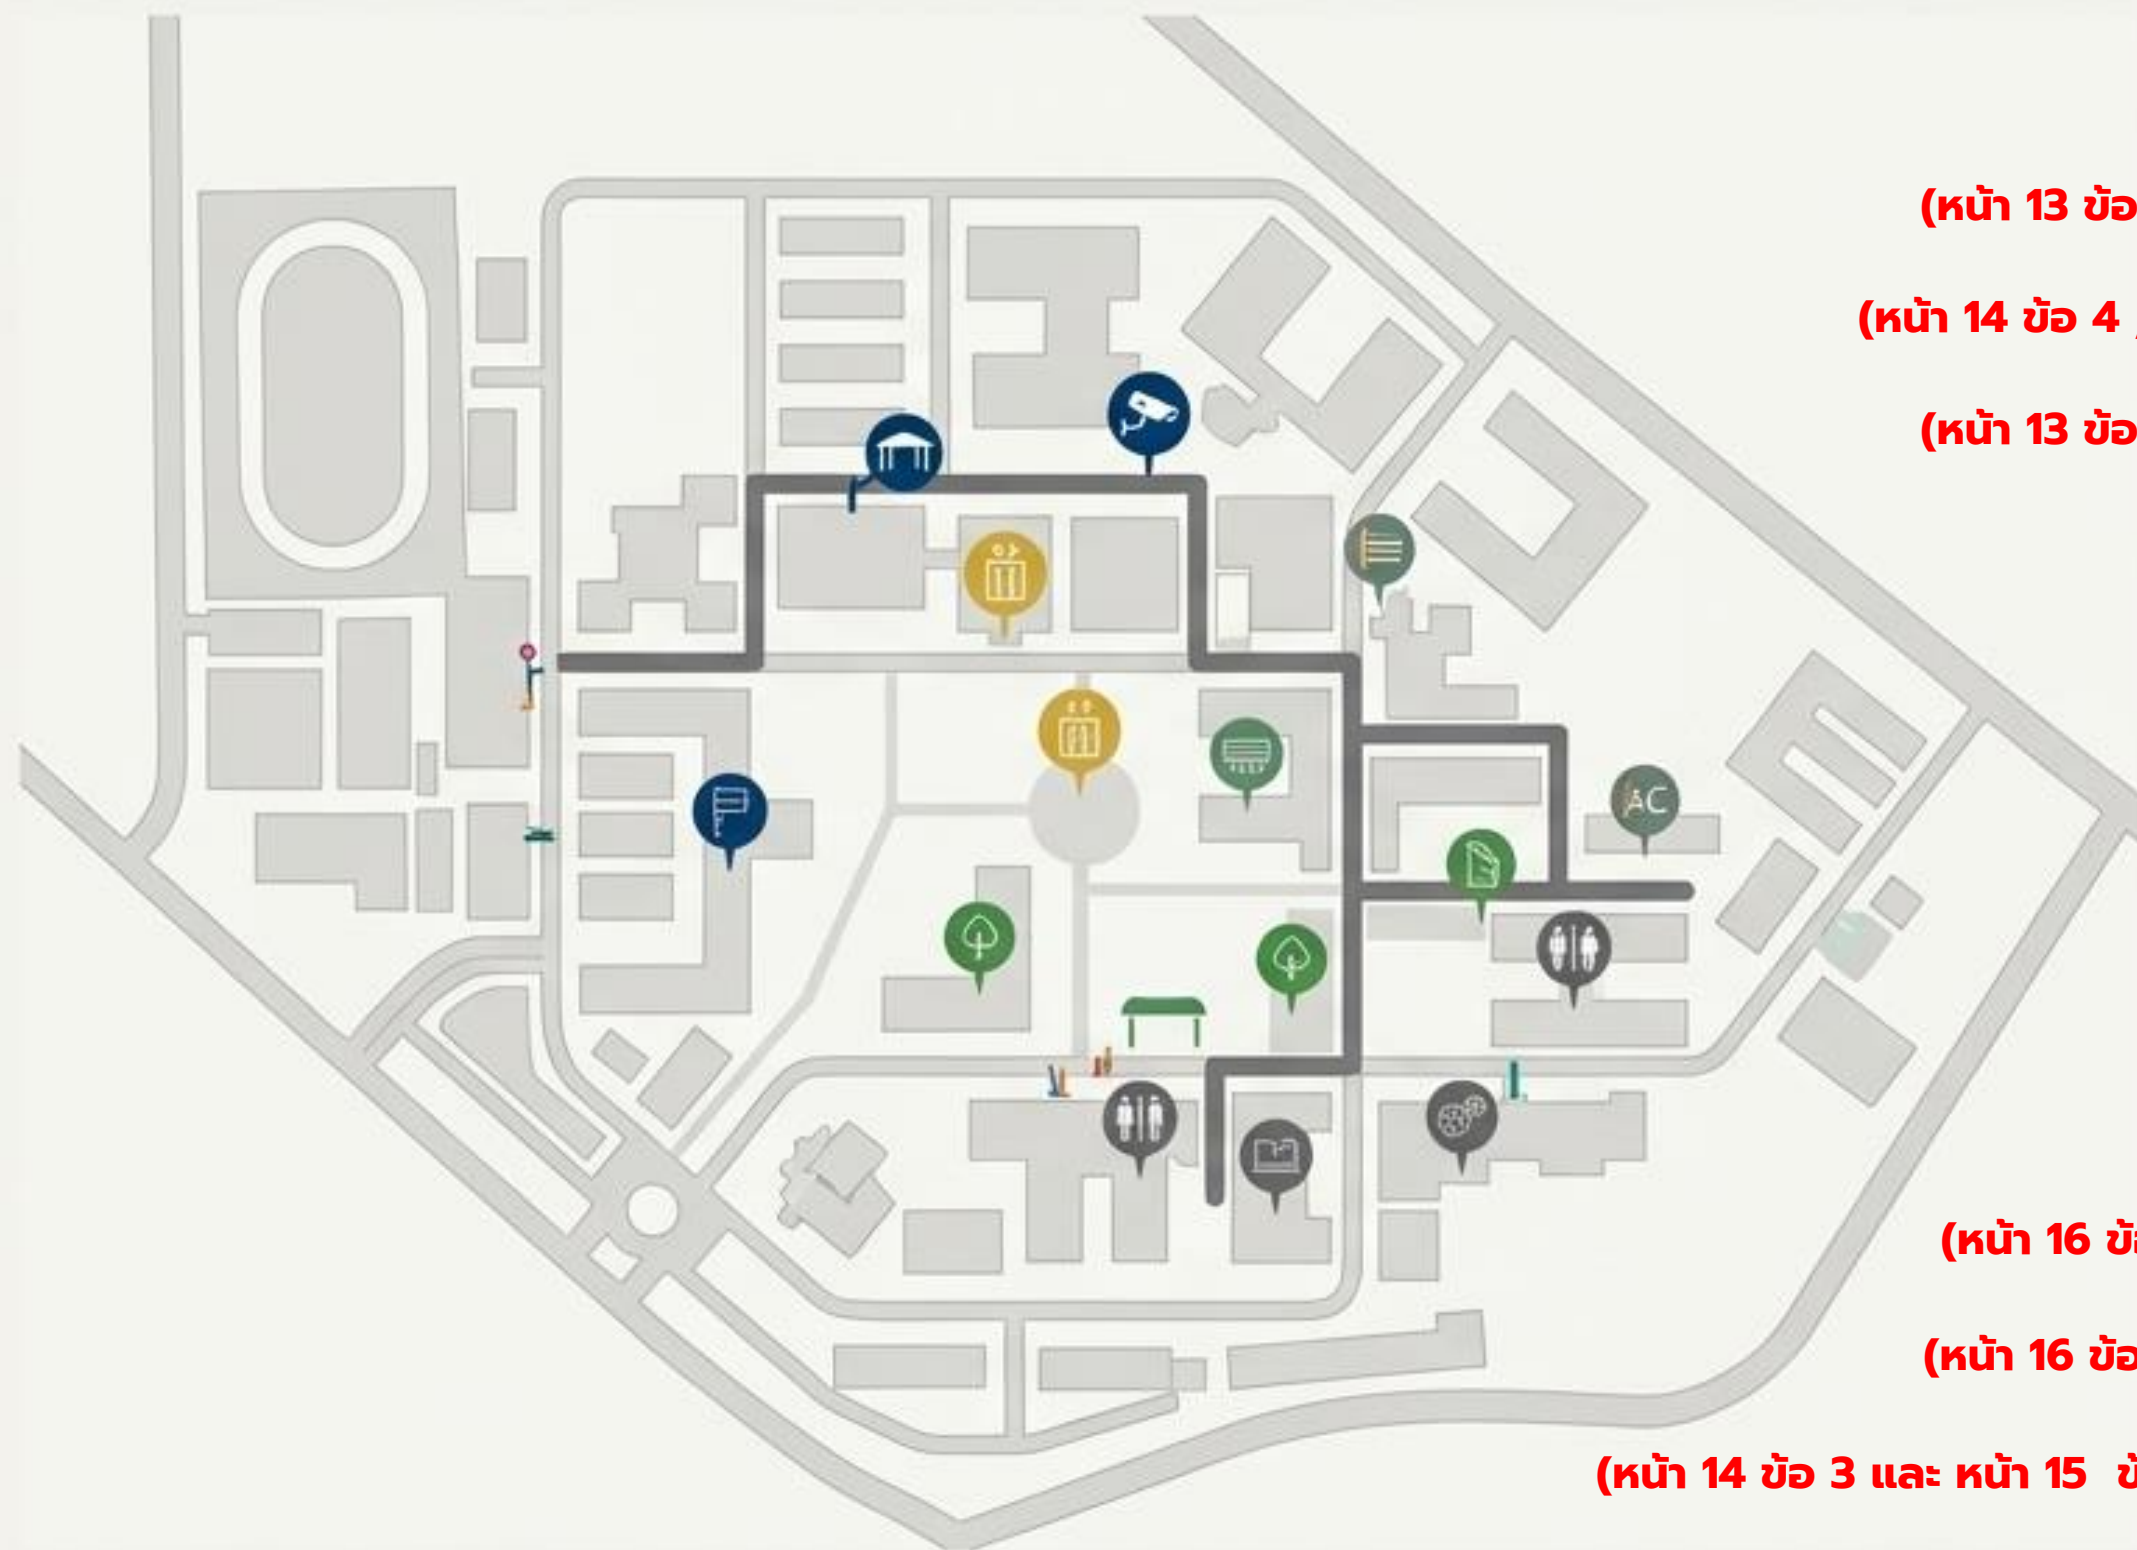 (หน้า 13 ข้อ
(หน้า 14 ข้อ 4
(หน้า 13 ข้อ
AC
(หน้า 16
(หน้า 16 ข้อ
(หน้า 14 ข้อ 3 และ หน้า 15